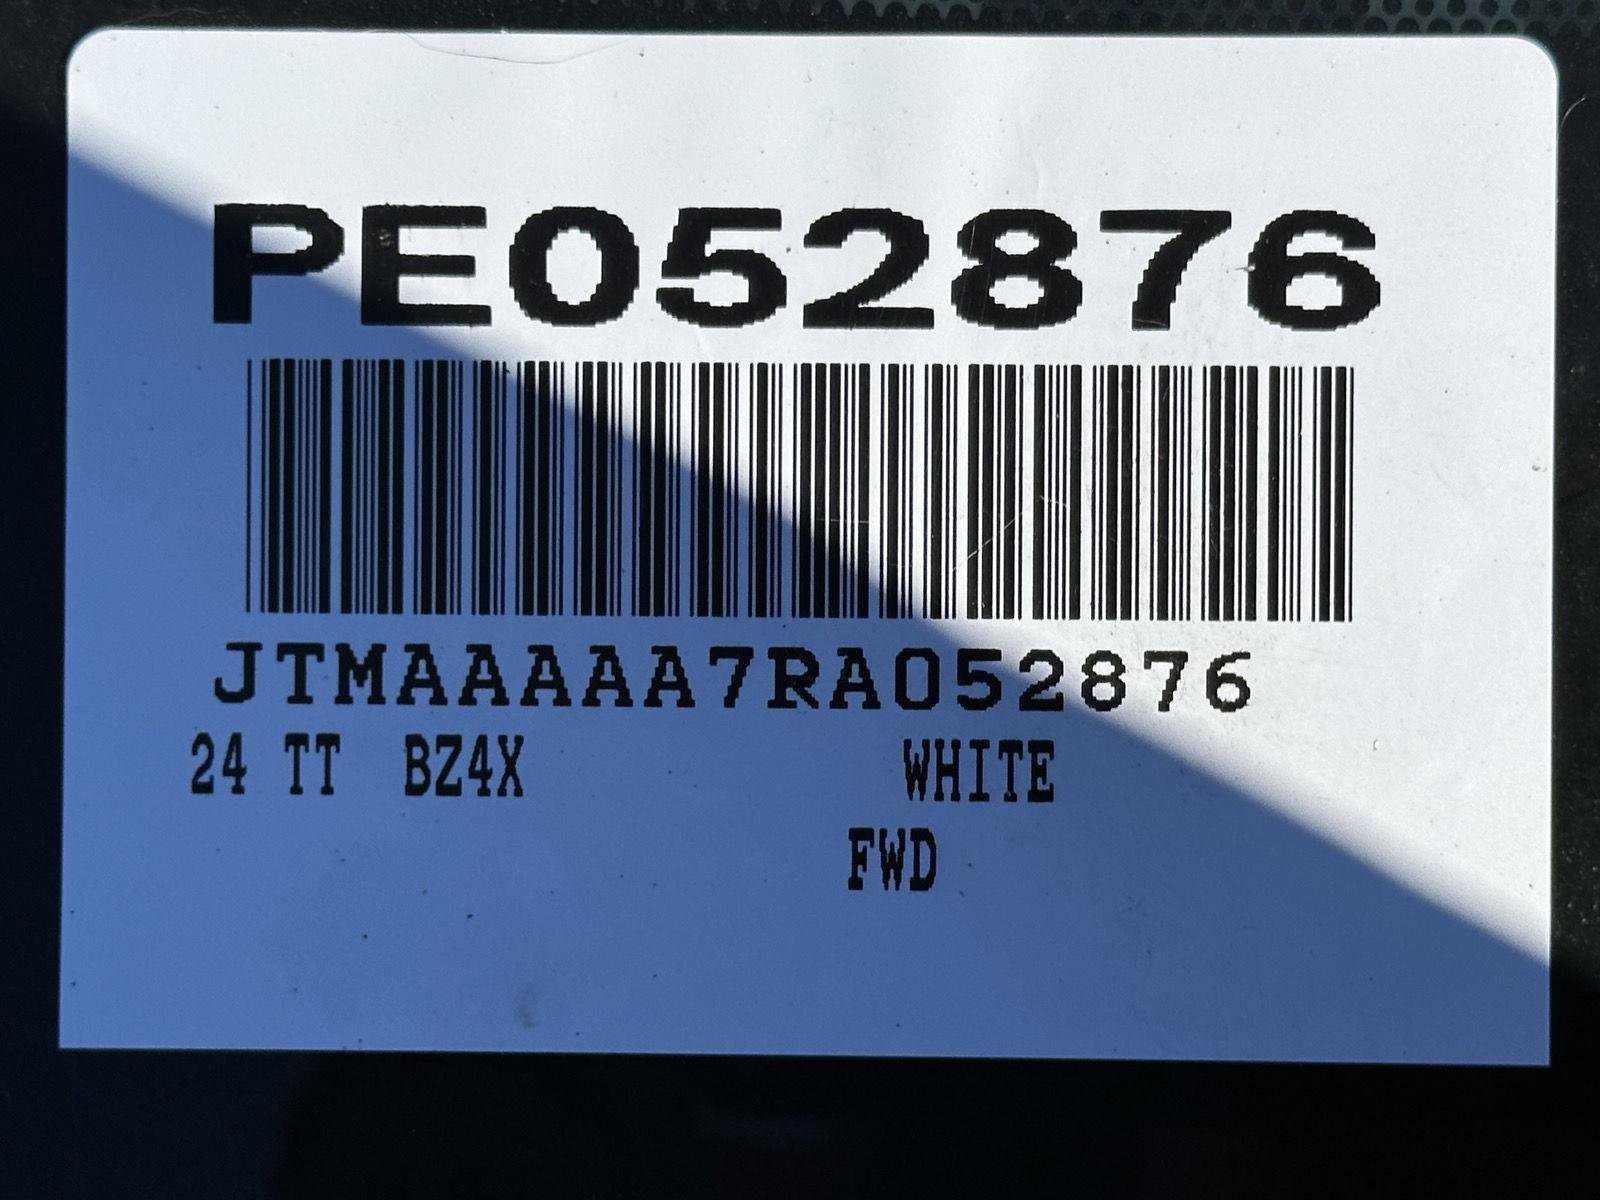 PE052876
JTMAAAAA7RA052876
24 TT BZ4X WHITE
FWD